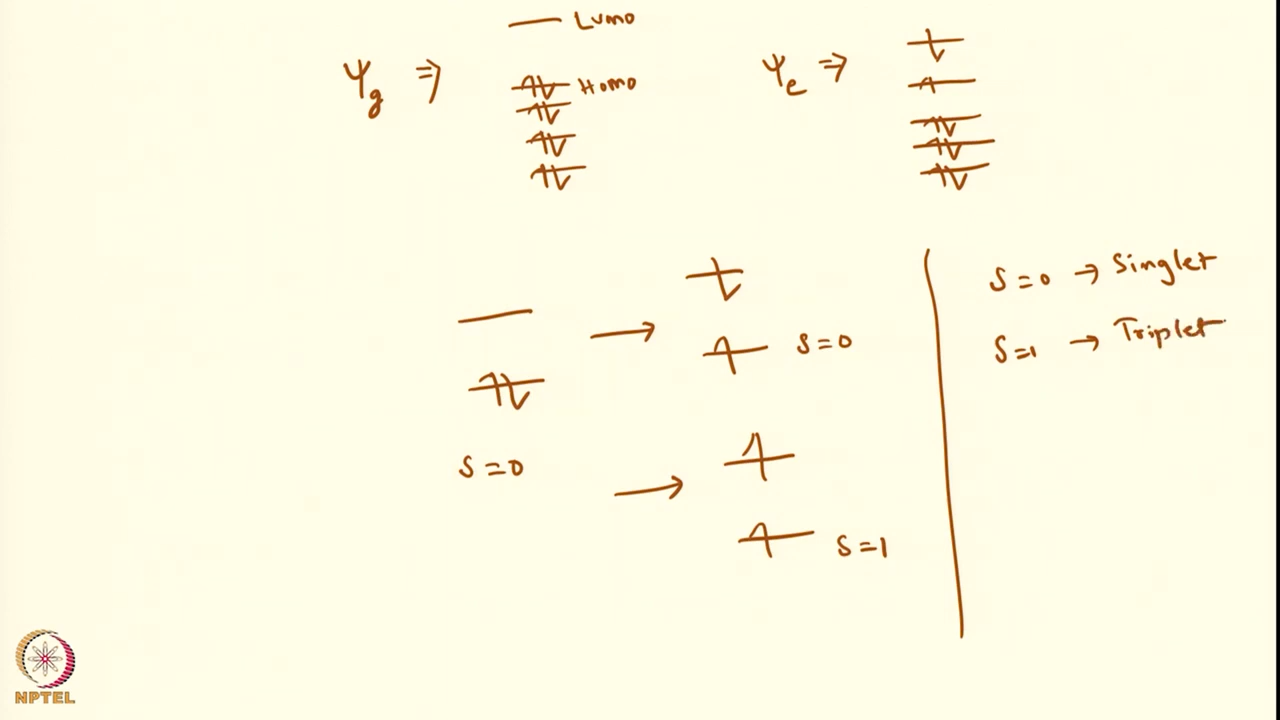 Lumo
ψg ⇒
Homo
ψe ⇒
S=0 → Singlet
S=1 → Triplet
→ S=0
S=0
→ S=1
NPTEL